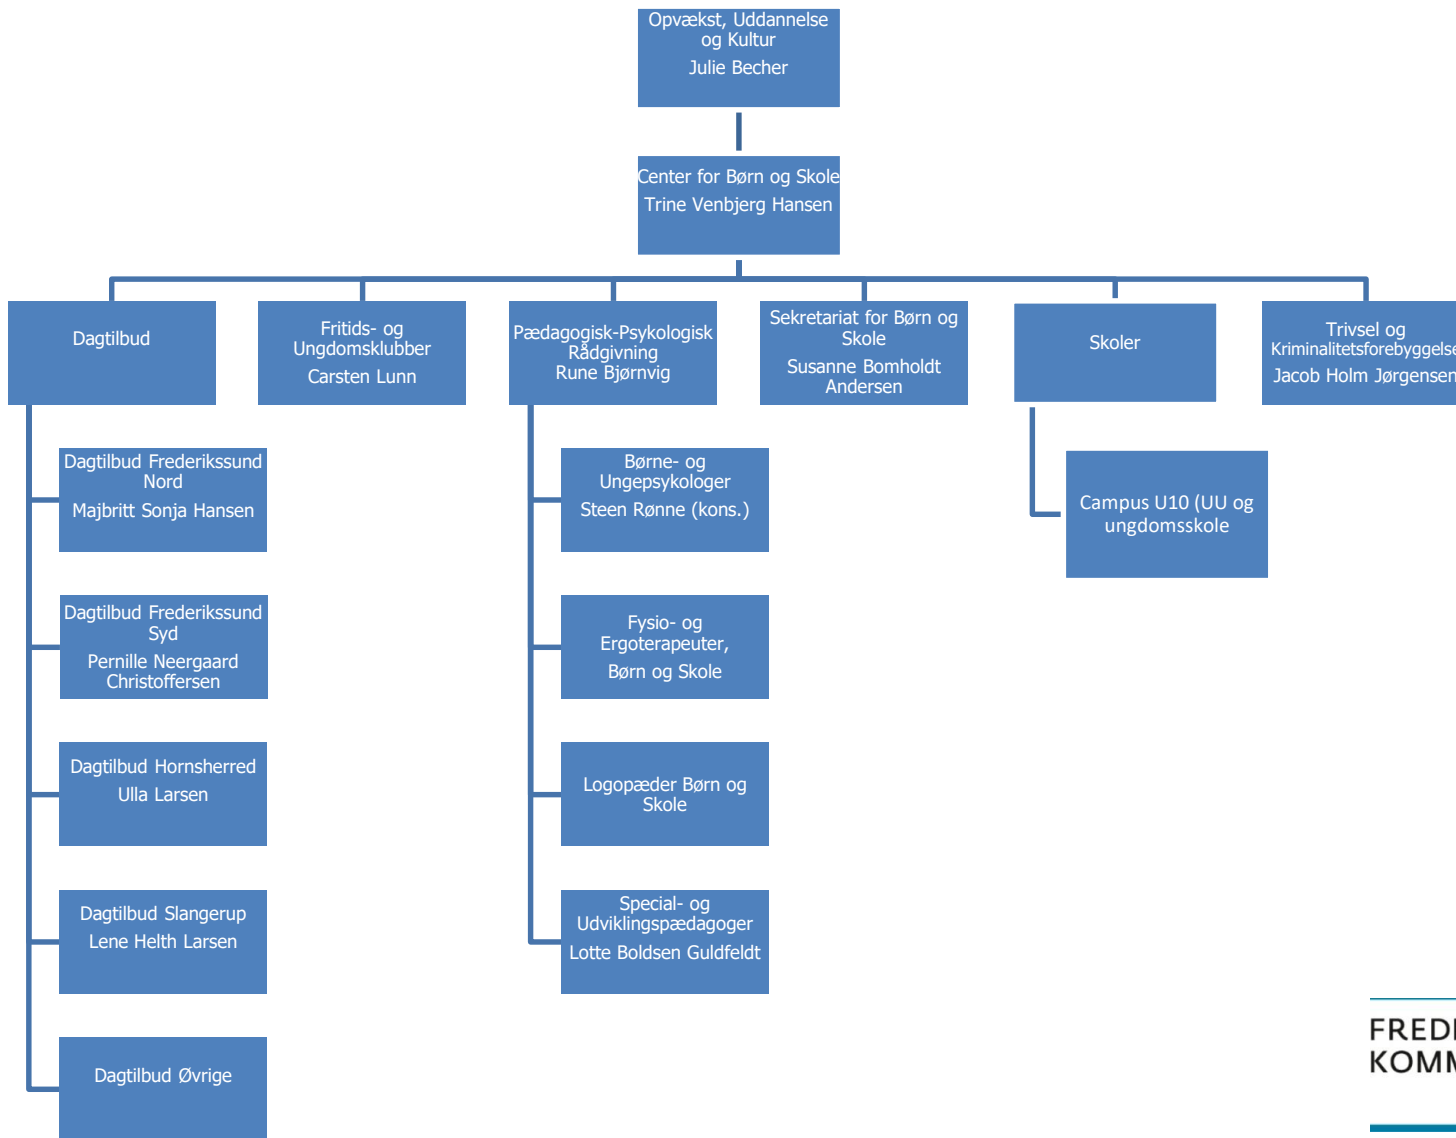 Opvækst, Uddannelse
og Kultur
Julie Becher
Center for Børn og Skole
Trine Venbjerg Hansen
Dagtilbud
Fritids- og
Ungdomsklubber
Carsten Lunn
Pædagogisk-Psykologisk
Rådgivning
Rune Bjørnvig
Sekretariat for Børn og
Skole
Susanne Bomholdt
Andersen
Skoler
Trivsel og
Kriminalitetsforebyggelse
Jacob Holm Jørgensen
Dagtilbud Frederikssund
Nord
Majbritt Sonja Hansen
Dagtilbud Frederikssund
Syd
Pernille Neergaard
Christoffersen
Dagtilbud Hornsherred
Ulla Larsen
Dagtilbud Slangerup
Lene Helth Larsen
Dagtilbud Øvrige
Børne- og
Ungepsykologer
Steen Rønne (kons.)
Fysio- og
Ergoterapeuter,
Børn og Skole
Logopæder Børn og
Skole
Special- og
Udviklingspædagoger
Lotte Boldsen Guldfeldt
Campus U10 (UU og
ungdomsskole